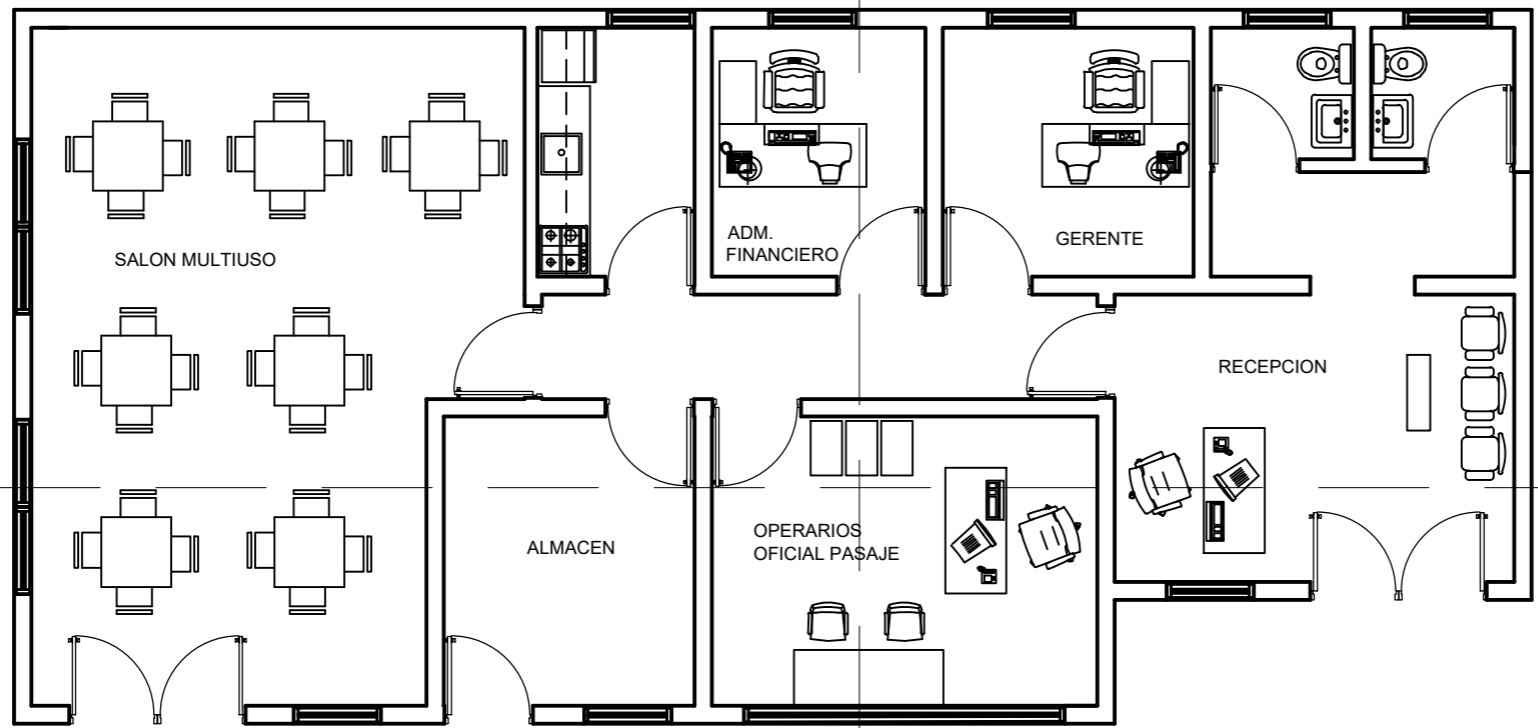 SALON MULTIUSO
ADM.
FINANCIERO
GERENTE
RECEPCION
ALMACEN
OPERARIOS
OFICIAL PASAJE